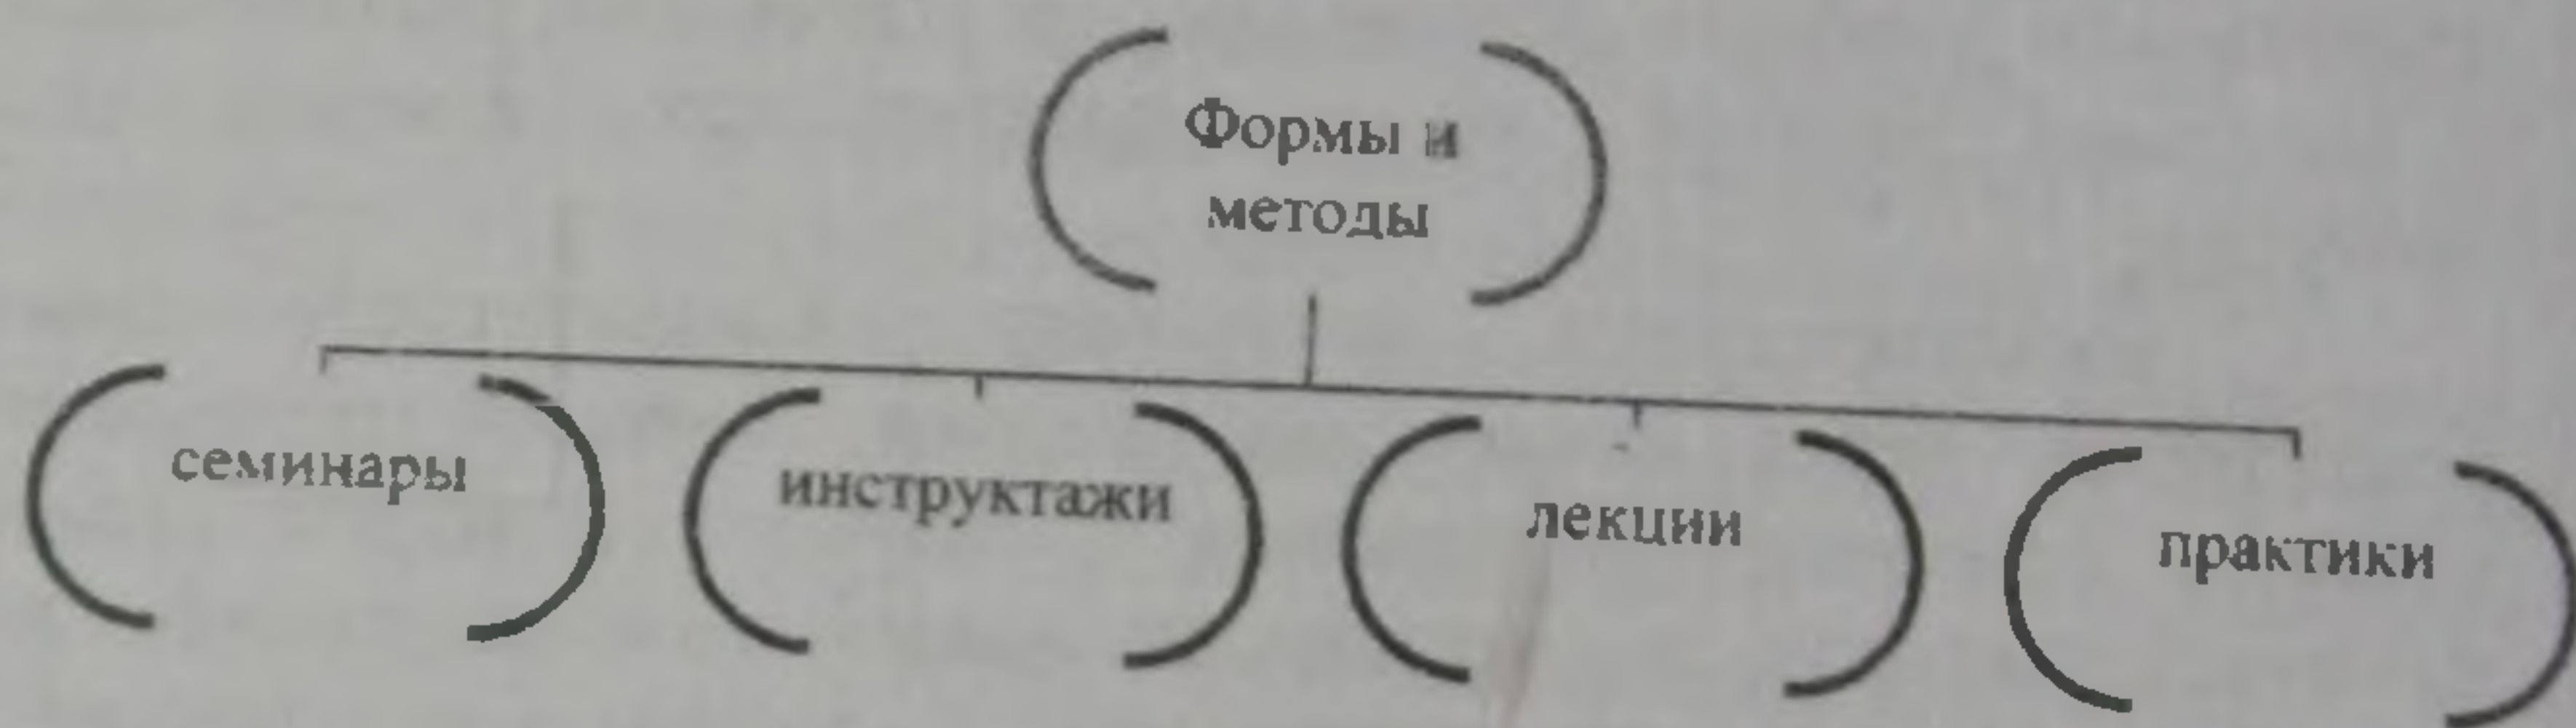 Формы и
методы
семинары
инструктажи
лекции
практики